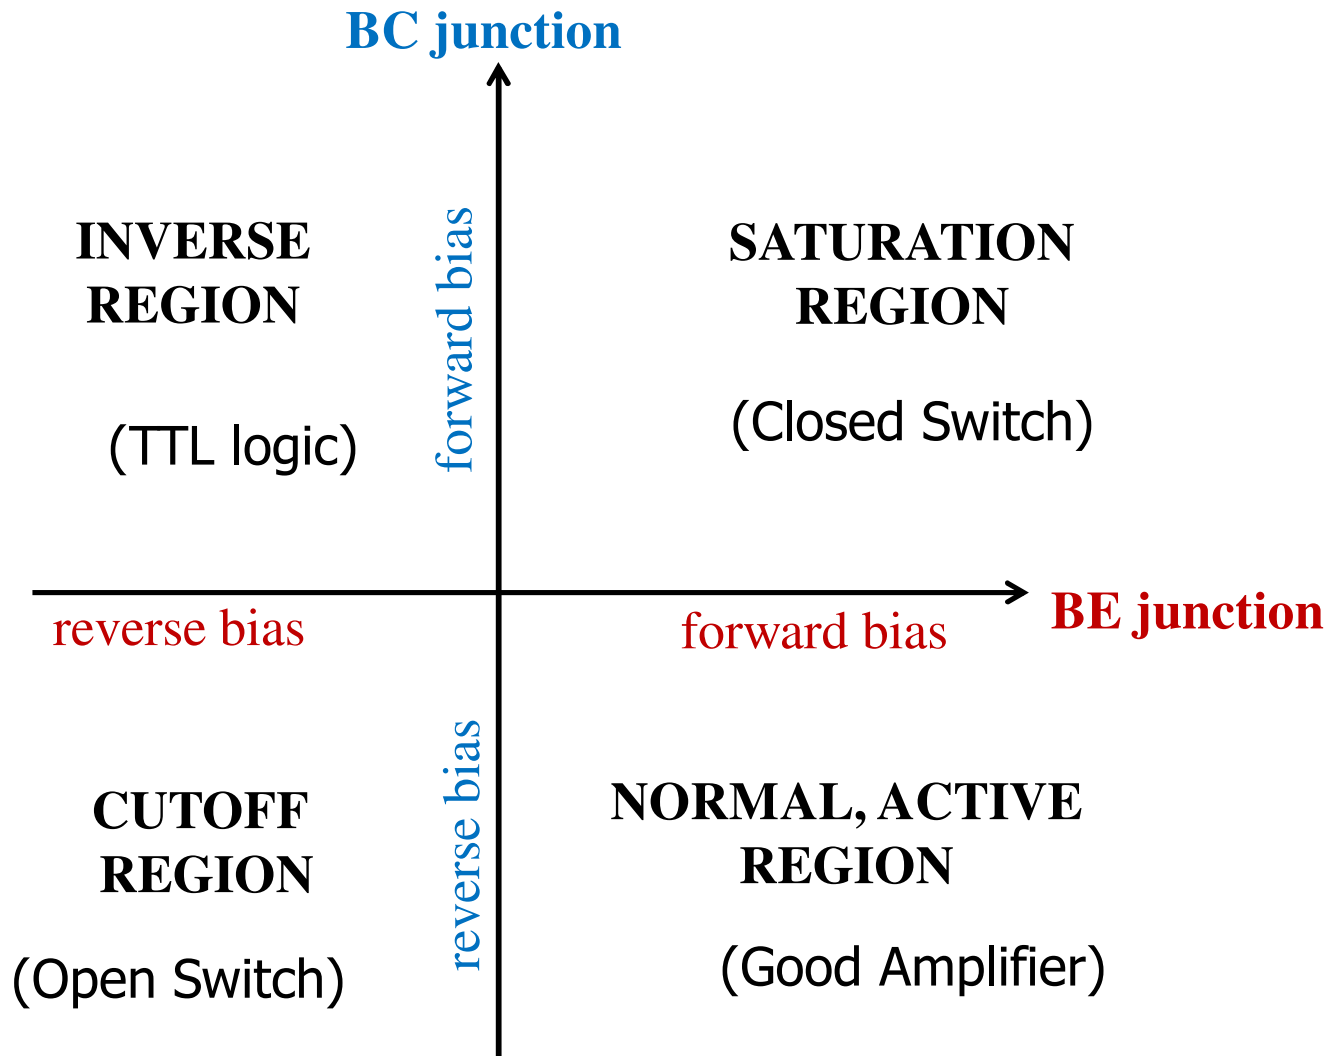 BC junction
INVERSE
REGION
(TTL logic)
forward bias
SATURATION
REGION
(Closed Switch)
reverse bias
forward bias
BE junction
CUTOFF
REGION
(Open Switch)
reverse bias
NORMAL, ACTIVE
REGION
(Good Amplifier)